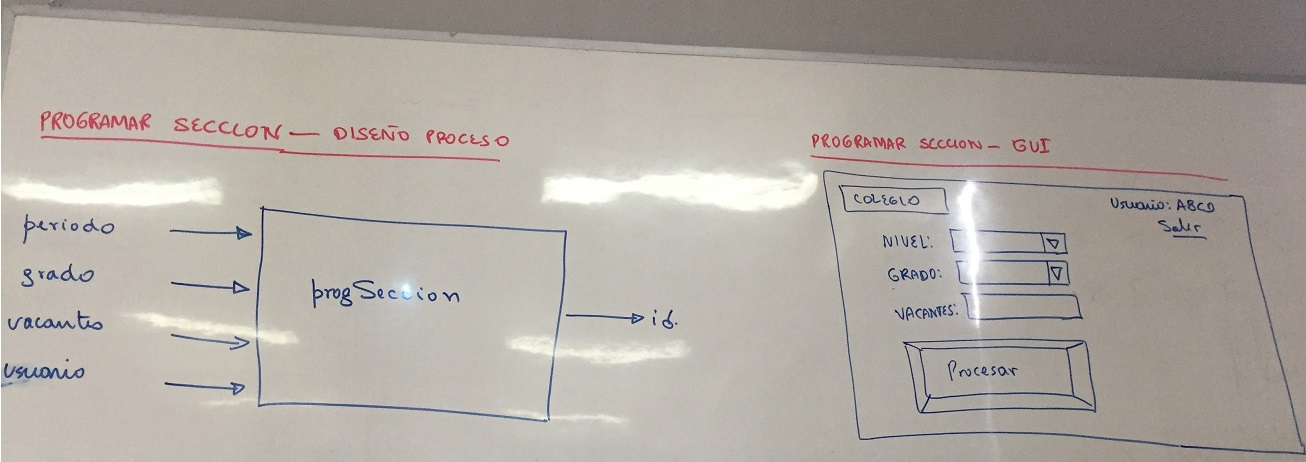 PROGRAMAR SECCION — DISEÑO PROCESO
periodo
grado
vacantes
usuario
progSeccion
id.
PROGRAMAR SECCION — GUI
COLEGIO
Usuario: ABCD
Salir
NIVEL:
GRADO:
VACANTES:
Procesar